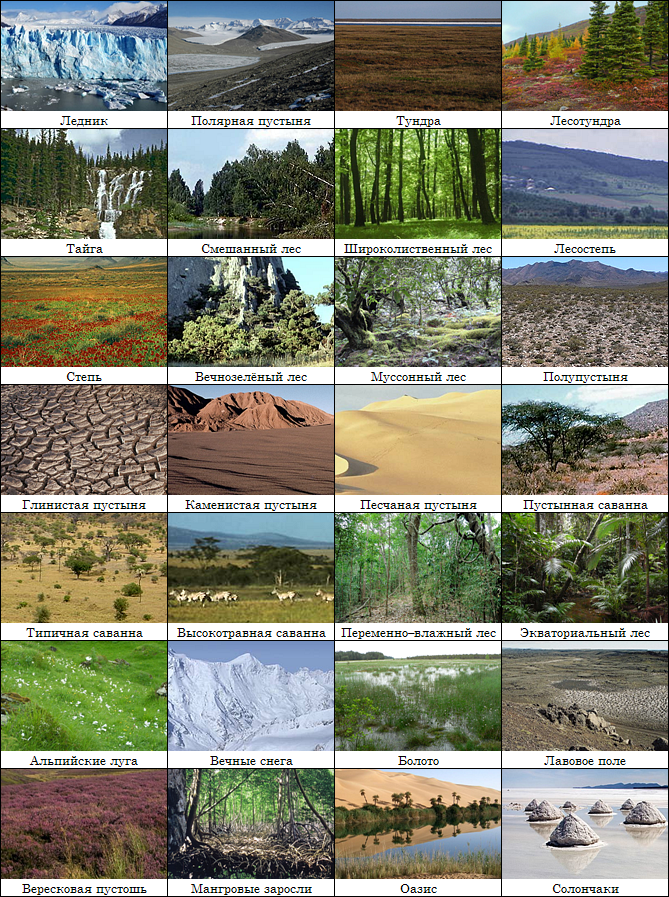 Ледник
Полярная пустыня
Тундра
Лесотундра
Тайга
Смешанный лес
Широколиственный лес
Лесостепь
Степь
Вечнозелёный лес
Муссонный лес
Полупустыня
Глинистая пустыня
Каменистая пустыня
Песчаная пустыня
Пустынная саванна
Типичная саванна
Высокотравная саванна
Переменно–влажный лес
Экваториальный лес
Альпийские луга
Вечные снега
Болото
Лавовое поле
Вересковая пустошь
Мангровые заросли
Оазис
Солончаки